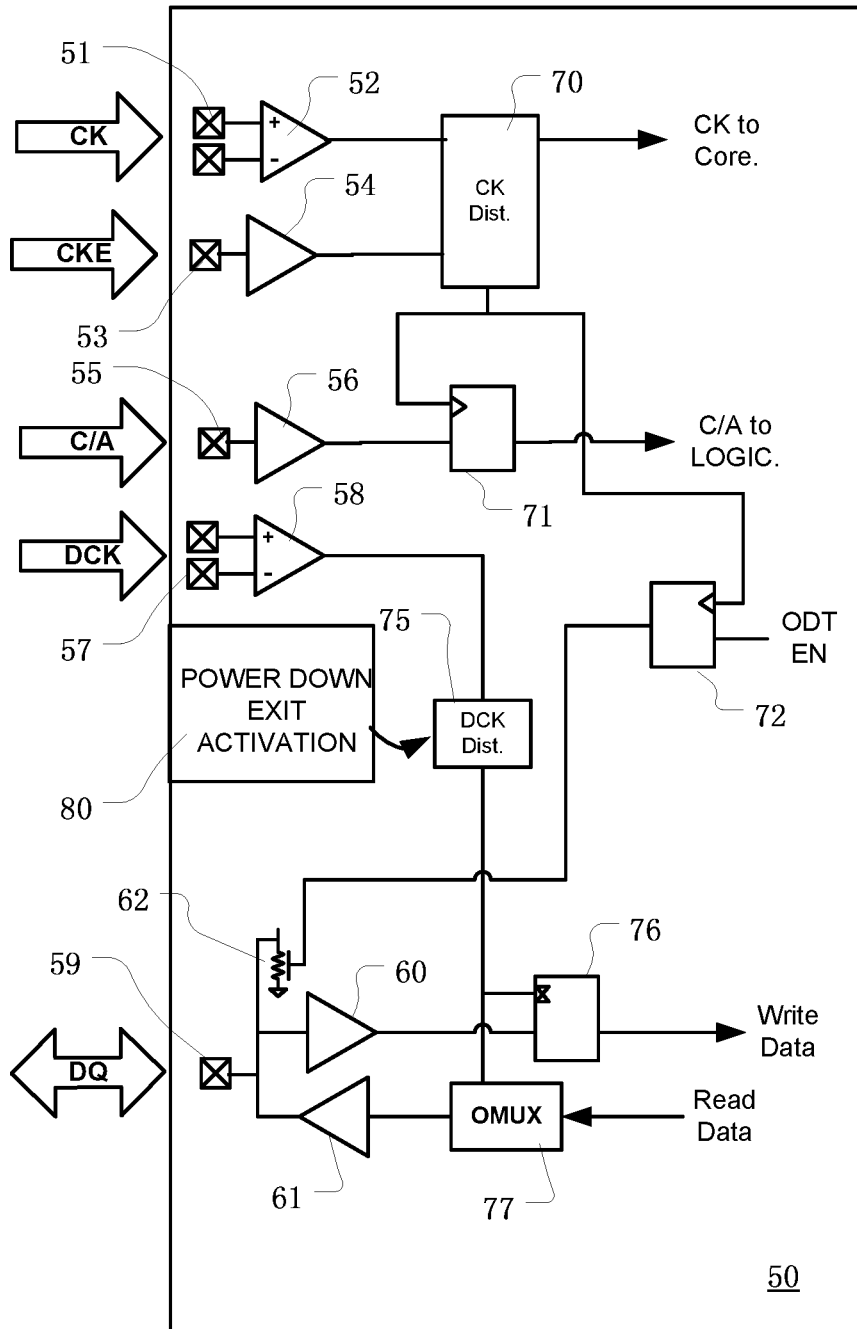 51
52
70
CK
+
-
CK to
Core.
CK
Dist.
54
CKE
53
55
56
C/A
C/A to
LOGIC.
71
58
DCK
+
-
57
75
ODT
EN
72
POWER DOWN
EXIT
ACTIVATION
DCK
Dist.
80
62
76
59
60
Write
Data
DQ
OMUX
Read
Data
61
77
50